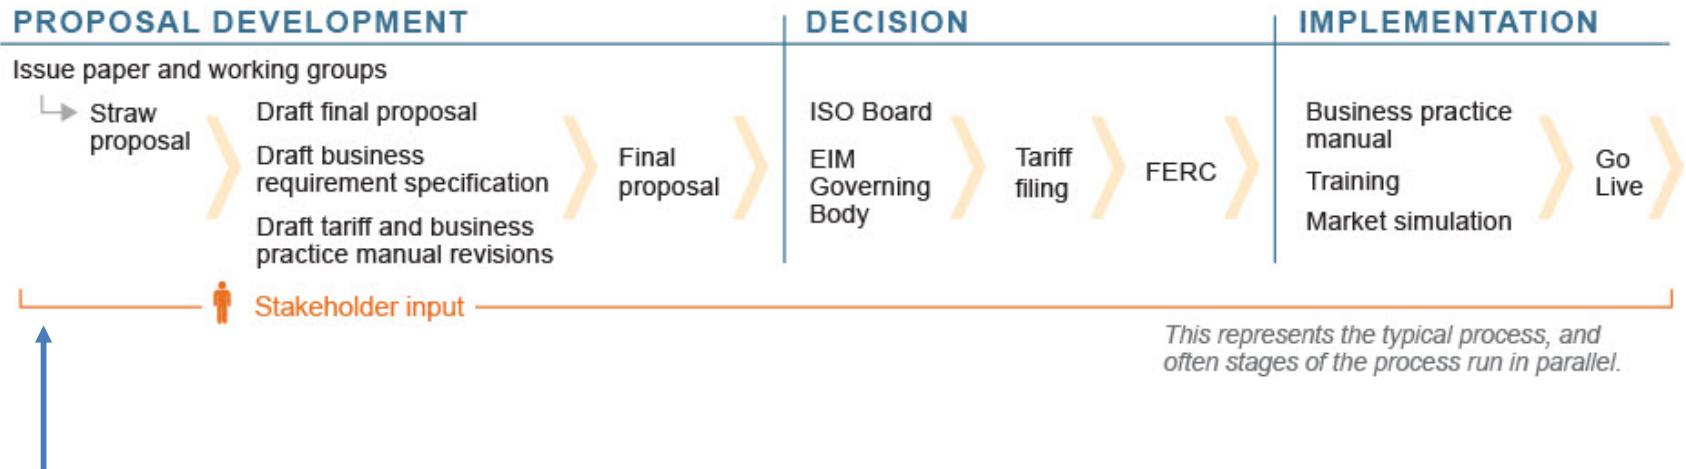 PROPOSAL DEVELOPMENT
DECISION
IMPLEMENTATION
Issue paper and working groups
Straw
proposal
Draft final proposal
Draft business
requirement specification
Draft tariff and business
practice manual revisions
Final
proposal
ISO Board
EIM
Governing
Body
Tariff
filing
FERC
Business practice
manual
Training
Market simulation
Go
Live
Stakeholder input
This represents the typical process, and
often stages of the process run in parallel.